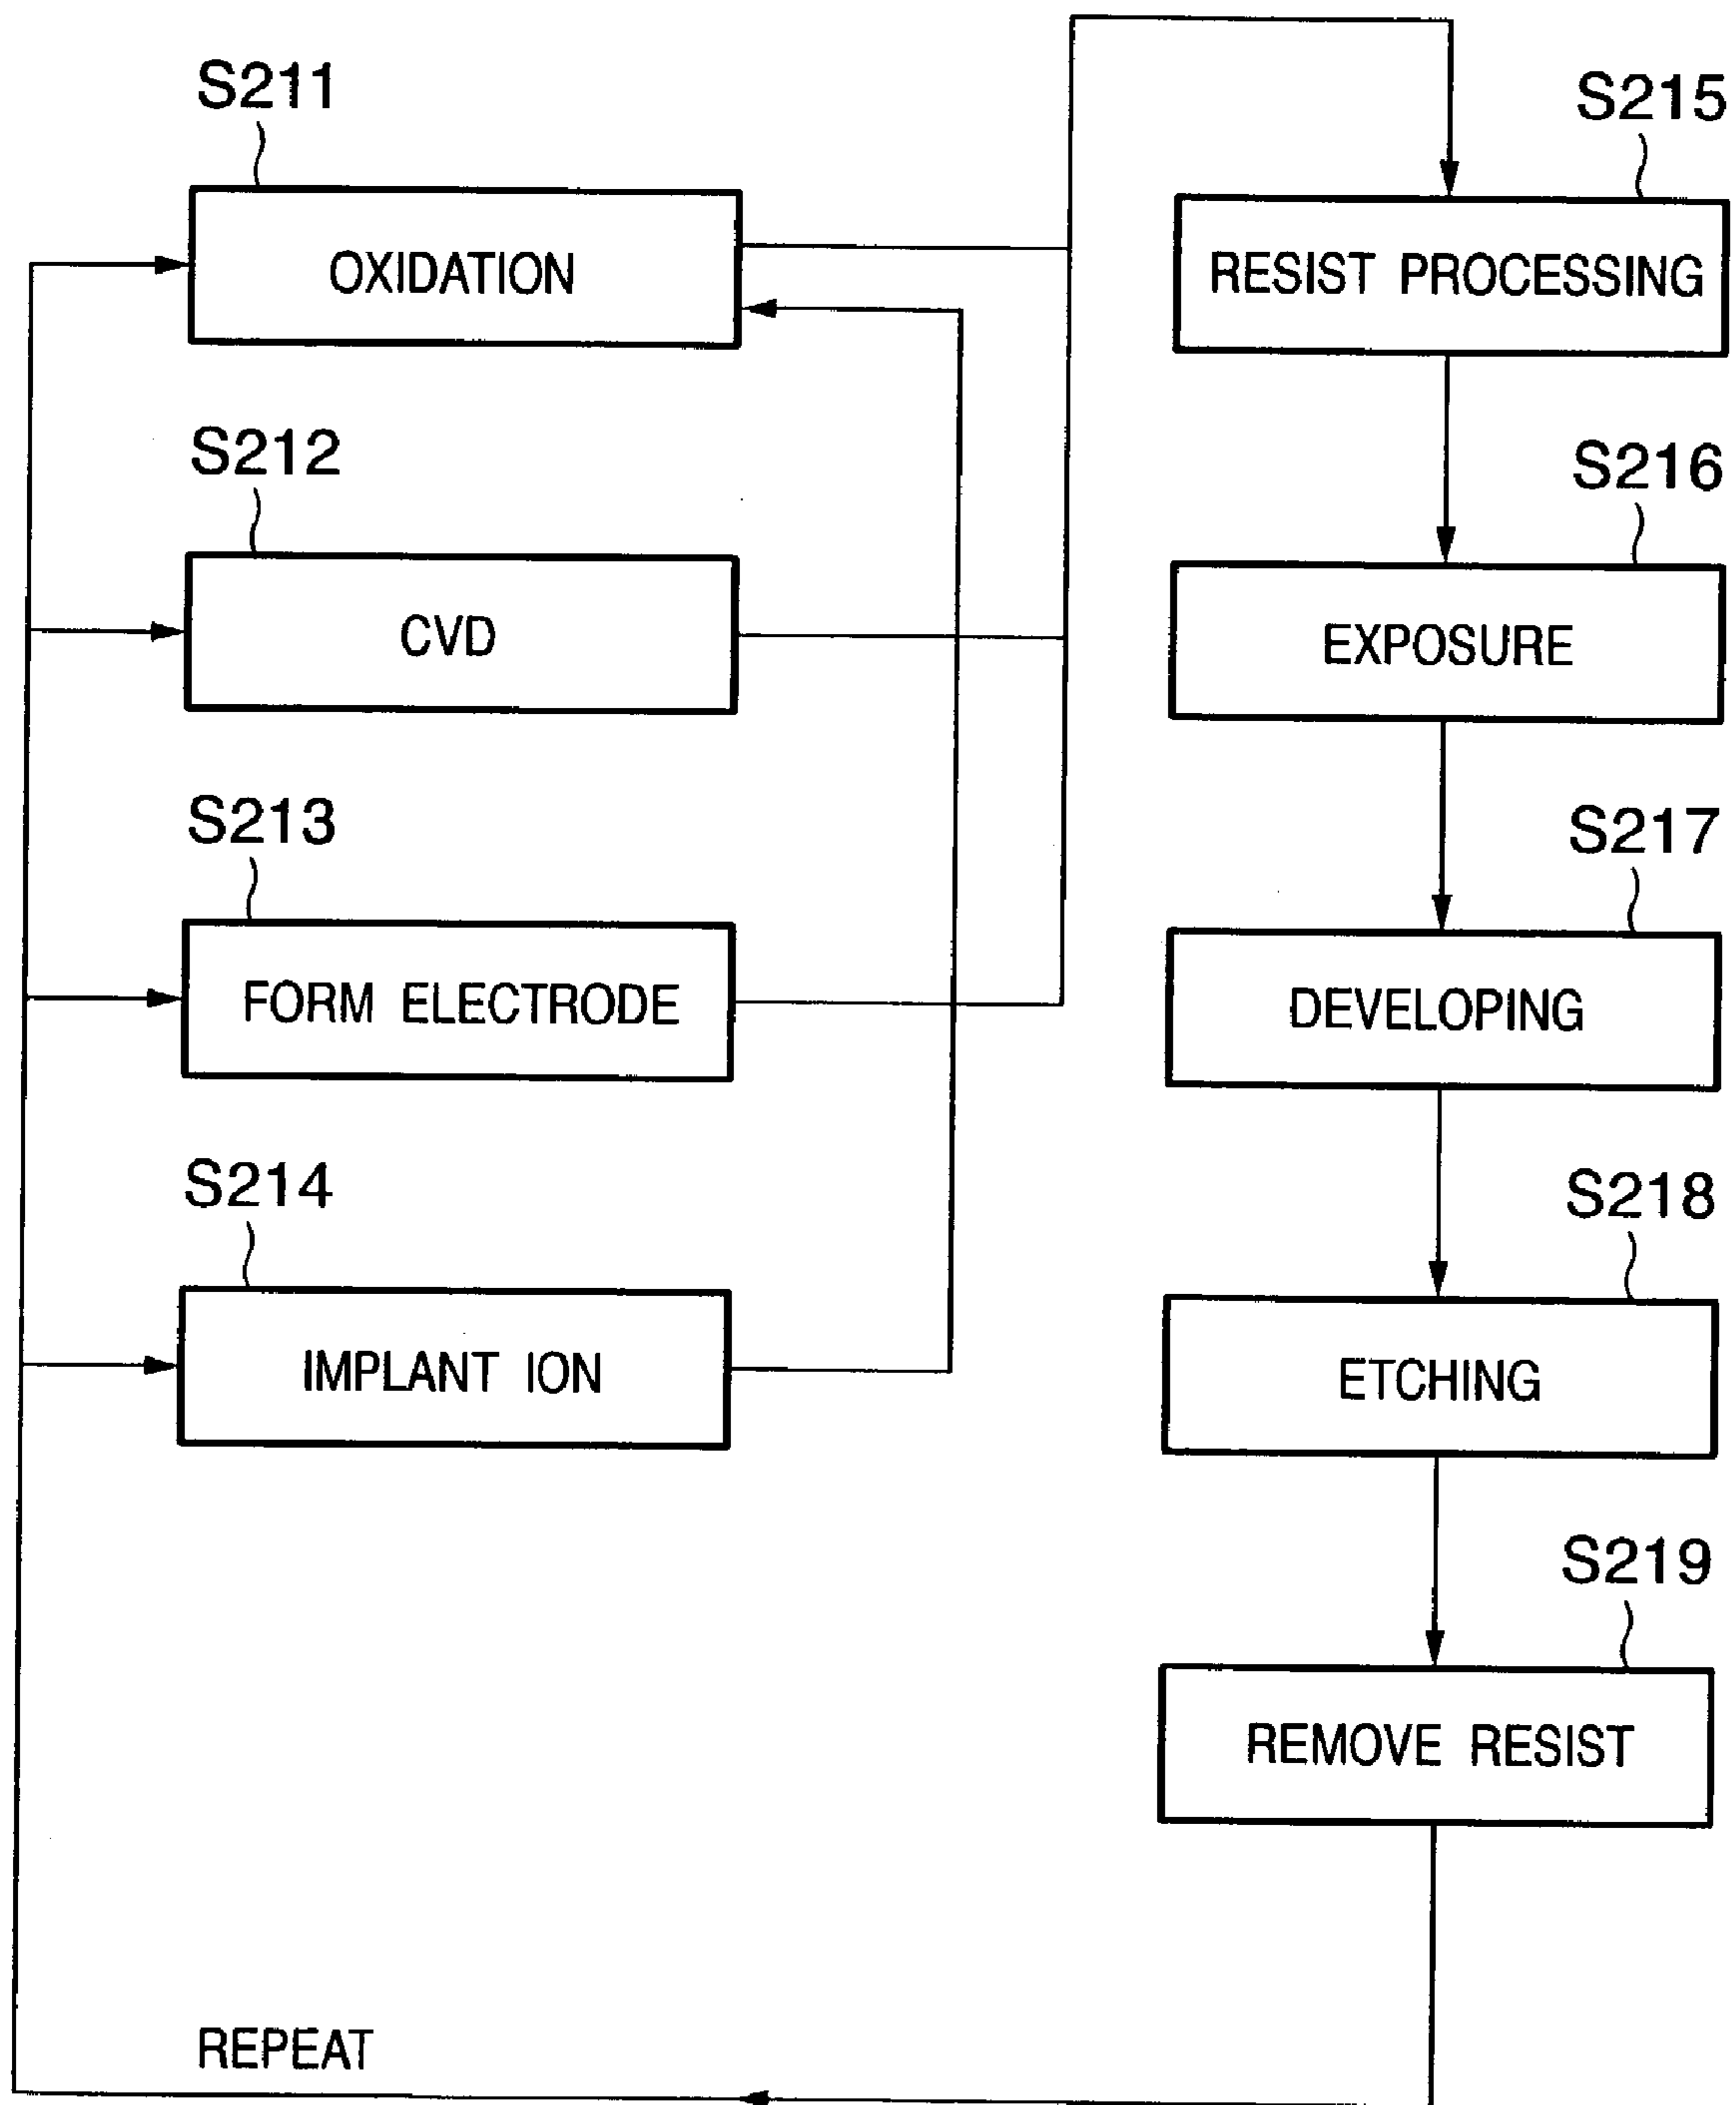 S211
OXIDATION
S212
CVD
S213
FORM ELECTRODE
S214
IMPLANT ION
S215
RESIST PROCESSING
S216
EXPOSURE
S217
DEVELOPING
S218
ETCHING
S219
REMOVE RESIST
REPEAT